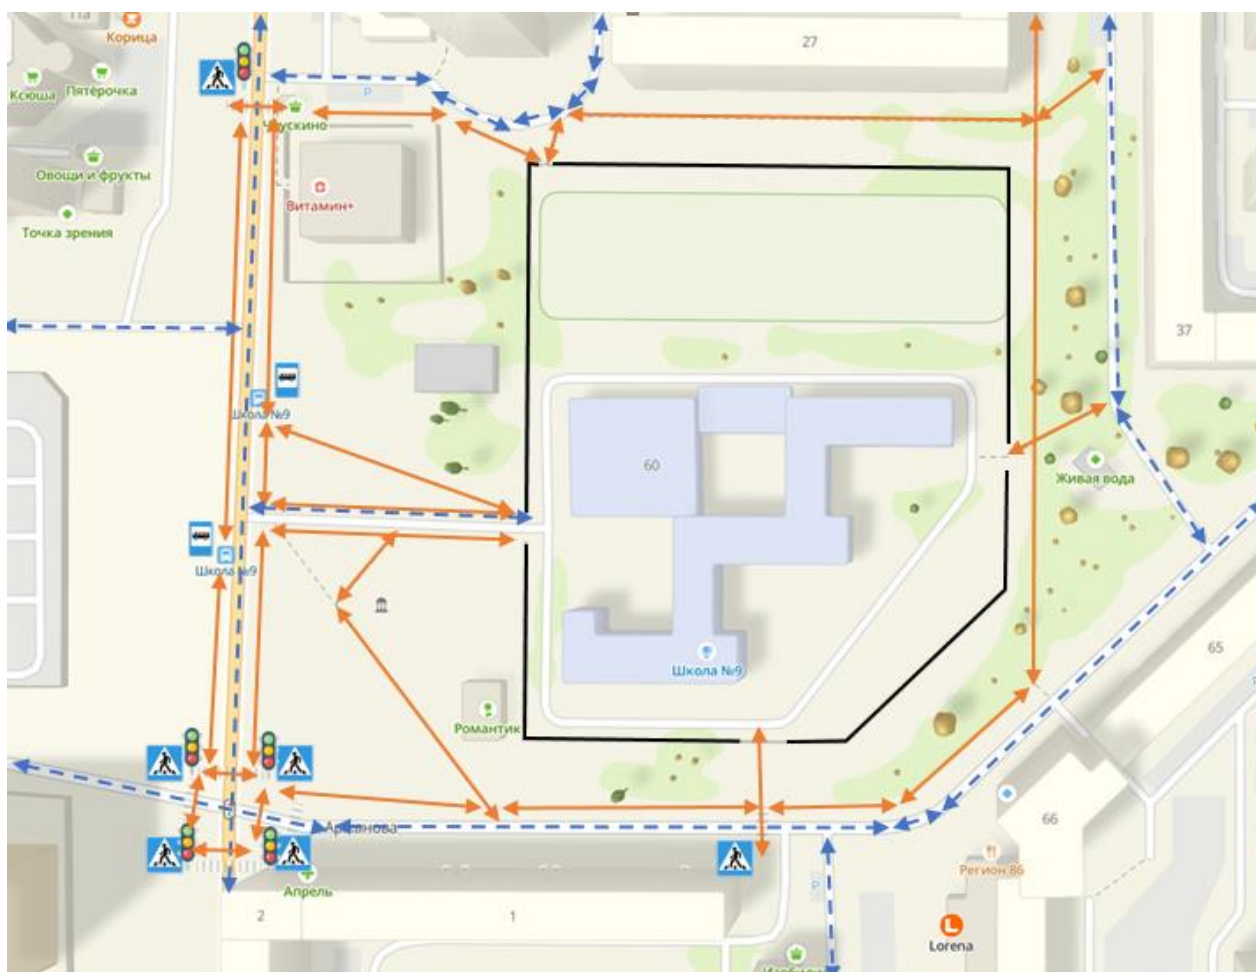 Па
Корица
27
Ксюша
Пятёрочка
P
Овощи и фрукты
Витамин+
Точка зрения
37
Школа №9
60
Живая вода
Школа №9
65
Школа №9
Романтик
P
66
Регион 86
Апрель
P
2
1
Lorena